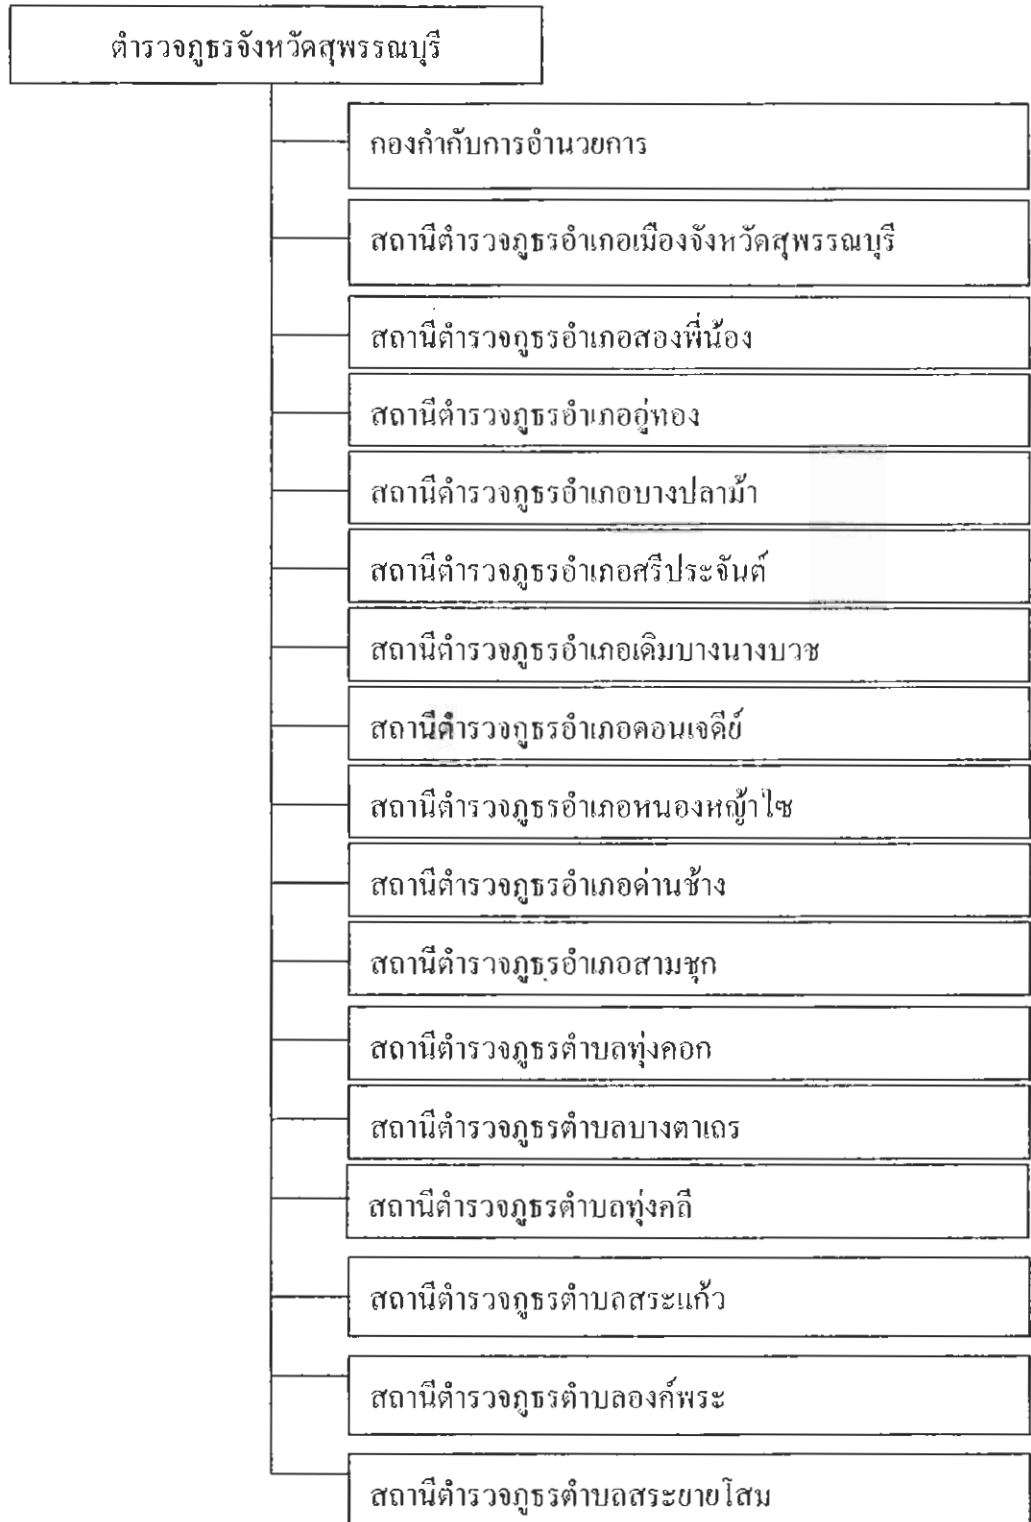 ตำรวจภูธรจังหวัดสุพรรณบุรี
กองกำกับการอำนวยการ
สถานีตำรวจภูธรอำเภอเมืองจังหวัดสุพรรณบุรี
สถานีตำรวจภูธรอำเภอสองพี่น้อง
สถานีตำรวจภูธรอำเภออู่ทอง
สถานีตำรวจภูธรอำเภอบางปลาม้า
สถานีตำรวจภูธรอำเภอศรีประจันต์
สถานีตำรวจภูธรอำเภอเดิมบางนางบวช
สถานีตำรวจภูธรอำเภอดอนเจดีย์
สถานีตำรวจภูธรอำเภอหนองหญ้าไซ
สถานีตำรวจภูธรอำเภอด่านช้าง
สถานีตำรวจภูธรอำเภอสามชุก
สถานีตำรวจภูธรตำบลทุ่งคอก
สถานีตำรวจภูธรตำบลบางตาเถร
สถานีตำรวจภูธรตำบลทุ่งคลี
สถานีตำรวจภูธรตำบลสระแก้ว
สถานีตำรวจภูธรตำบลองค์พระ
สถานีตำรวจภูธรตำบลสระยายโสม